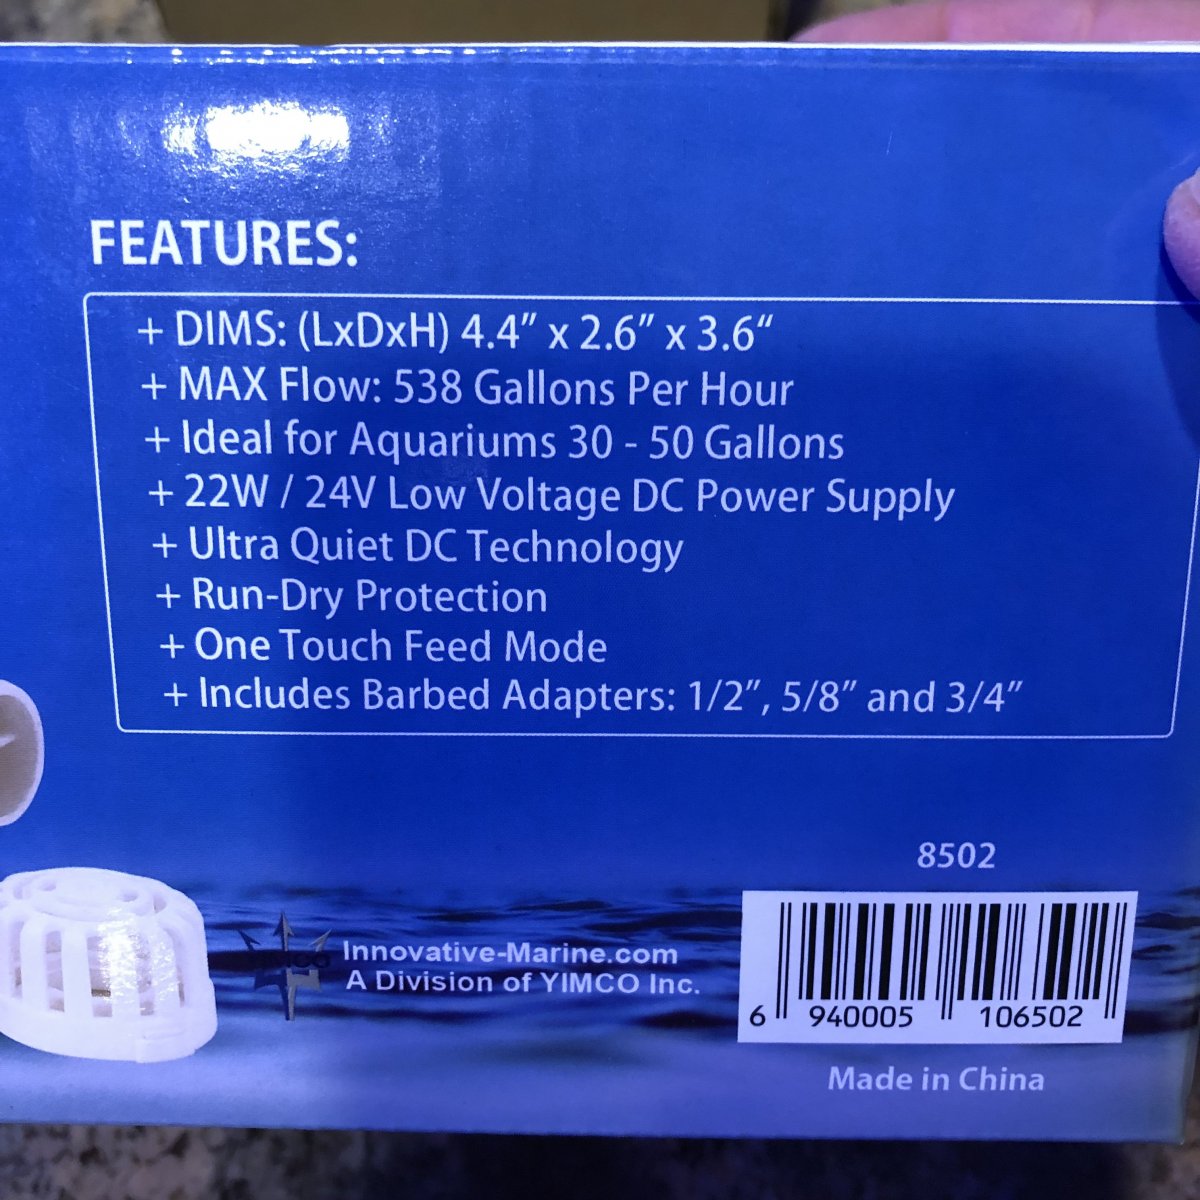 FEATURES:
+ DIMS: (LxDxH) 4.4” x 2.6” x 3.6“
+ MAX Flow: 538 Gallons Per Hour
+ Ideal for Aquariums 30 - 50 Gallons
+ 22W / 24V Low Voltage DC Power Supply
+ Ultra Quiet DC Technology
+ Run-Dry Protection
+ One Touch Feed Mode
+ Includes Barbed Adapters: 1/2”, 5/8” and 3/4”
8502
Innovative-Marine.com
A Division of YIMCO Inc.
6 940005 106502
Made in China